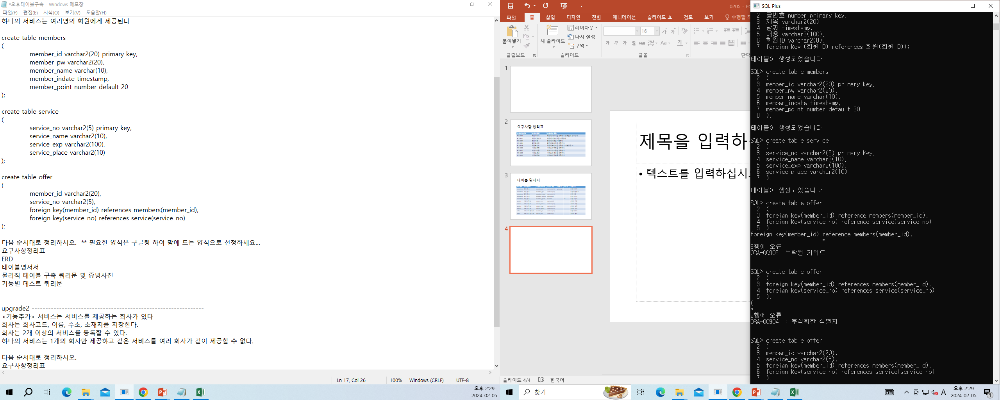 *오후테이블구축 - Windows 메모장
파일(F) 편집(E) 서식(O) 보기(V) 도움말(H)
하나의 서비스는 여러명의 회원에게 제공된다
create table members
(
member_id varchar2(20) primary key,
member_pw varchar2(20),
member_name varchar(10),
member_indate timestamp,
member_point number default 20
);
create table service
(
service_no varchar2(5) primary key,
service_name varchar2(10),
service_exp varchar2(100),
service_place varchar2(10)
);
create table offer
(
member_id varchar2(20),
service_no varchar2(5),
foreign key(member_id) references members(member_id),
foreign key(service_no) references service(service_no)
);
다음 순서대로 정리하시오. ** 필요한 양식은 구글링 하여 맘에 드는 양식으로 선정하세요...
요구사항정리표
ERD
테이블명서서
물리적 테이블 구축 쿼리문 및 증빙사진
기능별 테스트 쿼리문
upgrade2 ---------------------------------------------------------------
<기능추가> 서비스는 서비스를 제공하는 회사가 있다
회사는 회사코드, 이름, 주소, 소재지를 저장한다.
회사는 2개 이상의 서비스를 등록할 수 있다.
하나의 서비스는 1개의 회사만 제공하고 같은 서비스를 여러 회사가 같이 제공할 수 없다.
다음 순서대로 정리하시오.
요구사항정리표
Ln 17, Col 26 100% Windows (CRLF) UTF-8
오후 2:29
2024-02-05
0205 - Po
파일 홈 삽입 디자인 전환 애니메이션 슬라이드 쇼 검토 보기 수행할 작
붙여넣기 새 슬라이드 레이아웃 다시 설정 구역 16
가 가 가 S abc 간나 Aa 가
클립보드 슬라이드 글꼴 단락
1
2
요구사항 정리표
3
테이블 명세서
4
제목을 입력하
• 텍스트를 입력하십시
슬라이드 4/4 한국어
찾기
SQL Plus
2 글번호 number primary key,
3 제목 varchar2(20),
4 날짜 timestamp,
5 내용 varchar2(100),
6 회원ID varchar2(8),
7 foreign key (회원ID) references 회원(회원ID));
테이블이 생성되었습니다.
SQL> create table members
2 (
3 member_id varchar2(20) primary key,
4 member_pw varchar2(20),
5 member_name varchar(10),
6 member_indate timestamp,
7 member_point number default 20
8 );
테이블이 생성되었습니다.
SQL> create table service
2 (
3 service_no varchar2(5) primary key,
4 service_name varchar2(10),
5 service_exp varchar2(100),
6 service_place varchar2(10)
7 );
테이블이 생성되었습니다.
SQL> create table offer
2 (
3 foreign key(member_id) reference members(member_id),
4 foreign key(service_no) reference service(service_no)
5 );
foreign key(member_id) reference members(member_id),
*
3행에 오류:
ORA-00905: 누락된 키워드
SQL> create table offer
2 (
3 foreign key(member_id) references members(member_id),
4 foreign key(service_no) references service(service_no)
5 );
(
*
2행에 오류:
ORA-00904: : 부적합한 식별자
SQL> create table offer
2 (
3 member_id varchar2(20),
4 service_no varchar2(5),
5 foreign key(member_id) references members(member_id),
6 foreign key(service_no) references service(service_no)
7 );
A
오후 2:29
2024-02-05
1